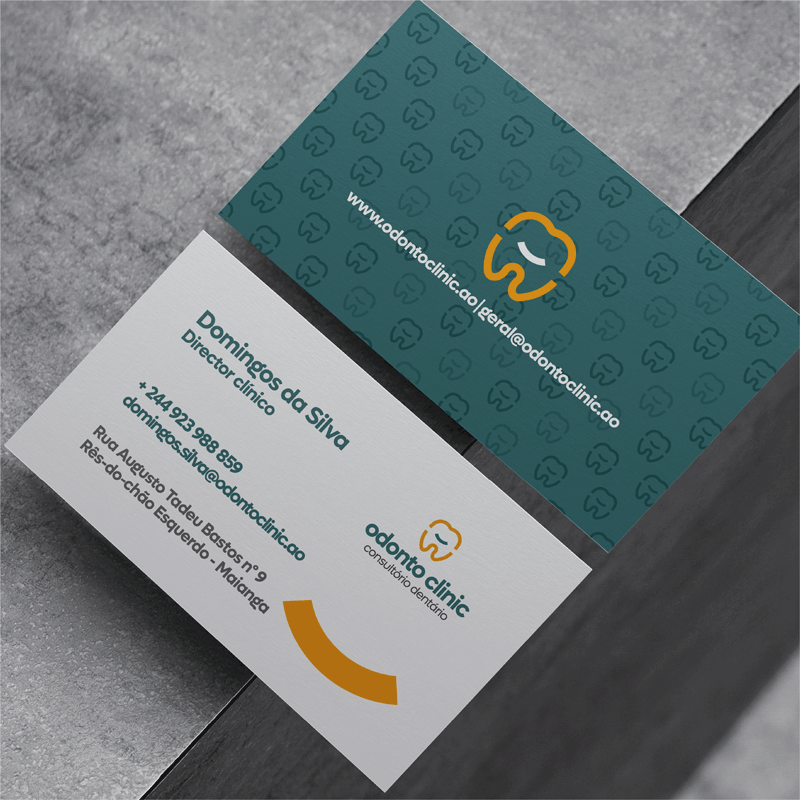 www.odontoclinic.ao|geral@odontoclinic.ao
Domingos da Silva
Director clínico
+ 244 923 988 859
domingos.silva@odontoclinic.ao
Rua Augusto Tadeu Bastos nº 9
Rês-do-chão Esquerdo - Maianga
odonto clinic
consultório dentário